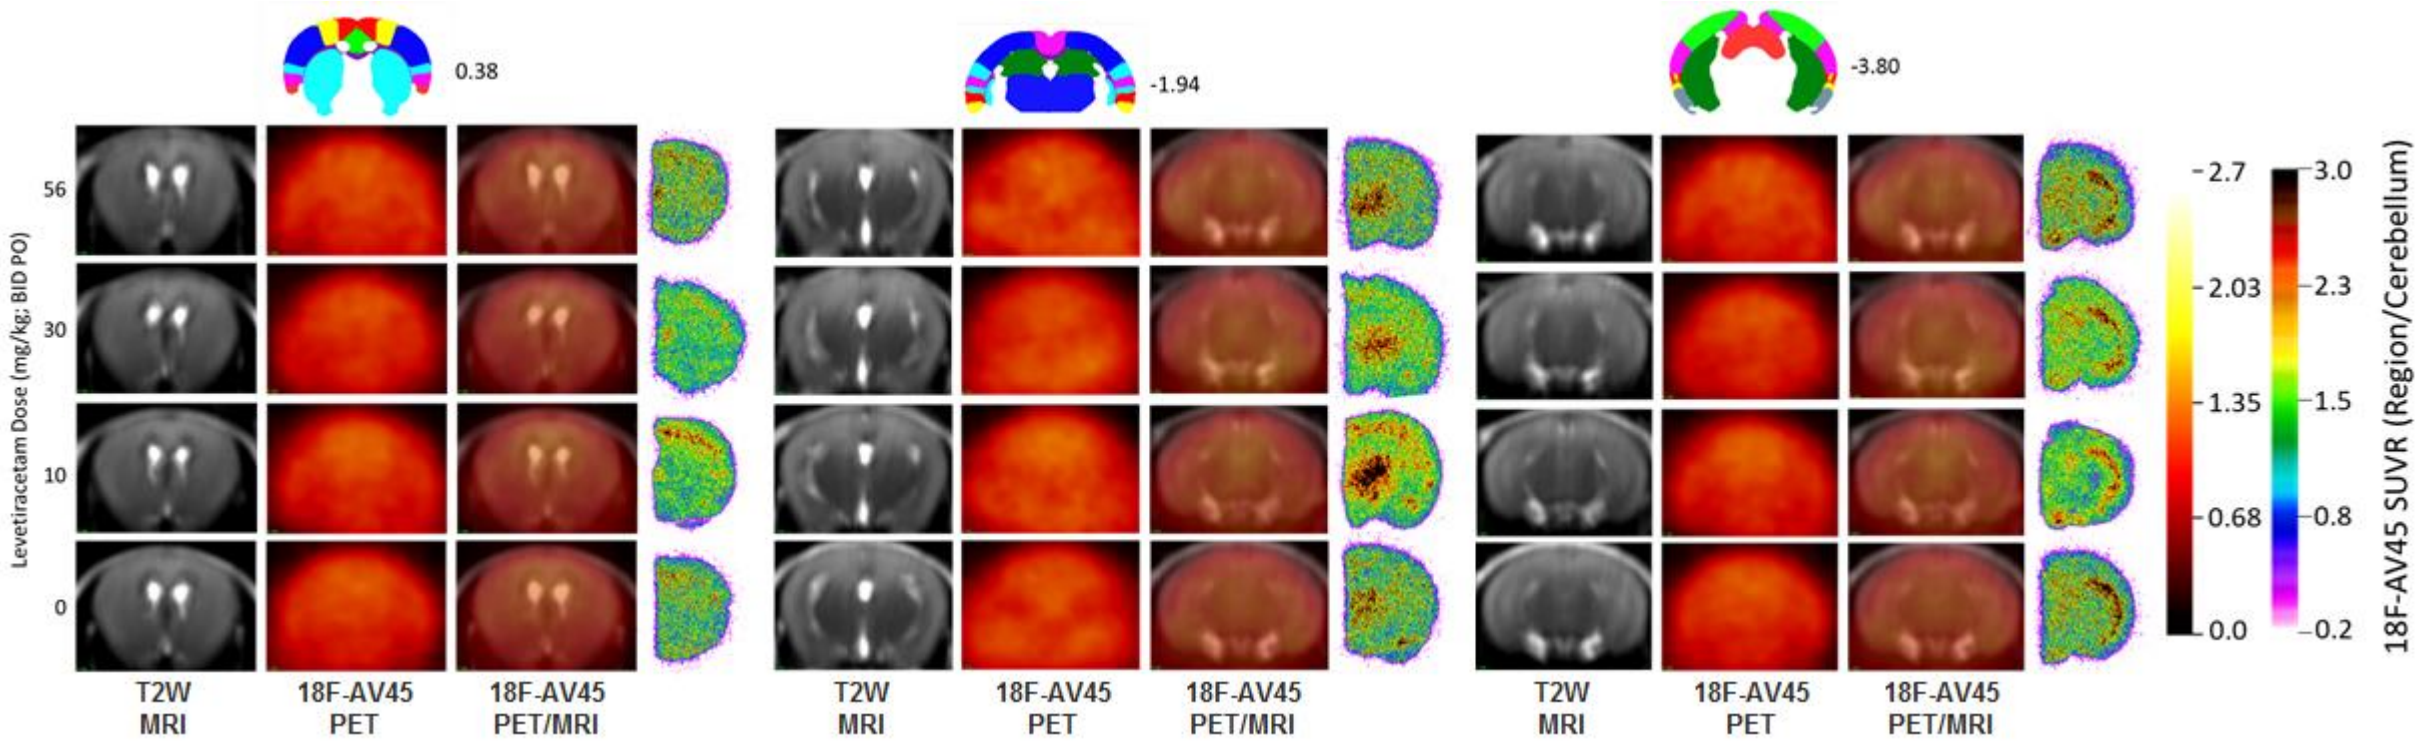 0.38
-1.94
-3.80
Levetiracetam Dose (mg/kg; BID PO)
56
30
10
0
2.7
2.03
1.35
0.68
0.0
3.0
2.3
1.5
0.8
0.2
18F-AV45 SUVR (Region/Cerebellum)
T2W
MRI
18F-AV45
PET
18F-AV45
PET/MRI
T2W
MRI
18F-AV45
PET
18F-AV45
PET/MRI
T2W
MRI
18F-AV45
PET
18F-AV45
PET/MRI